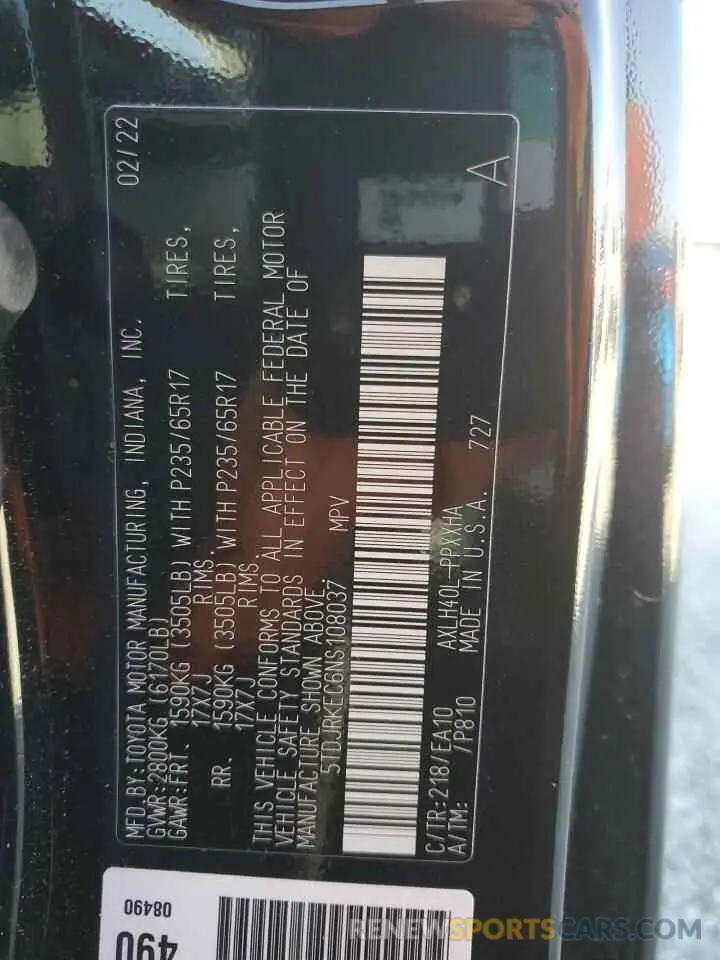 MFD.BY:TOYOTA MOTOR MANUFACTURING, INDIANA, INC. 02/22
GVWR:2800KG (6170LB)
GAWR:FRT. 1590KG (3505LB) WITH P235/65R17 TIRES,
17X7J RIMS
RR. 1590KG (3505LB) WITH P235/65R17 TIRES,
17X7J RIMS
THIS VEHICLE CONFORMS TO ALL APPLICABLE FEDERAL MOTOR
VEHICLE SAFETY STANDARDS IN EFFECT ON THE DATE OF
MANUFACTURE SHOWN ABOVE.
5TDJRKEC6NS108037 MPV
C/TR:218/EA10 AXLH40L-PPXXHA
A/TM: /P810 MADE IN U.S.A. 727 A
08490
490
RENEWSPORTSCARS.COM